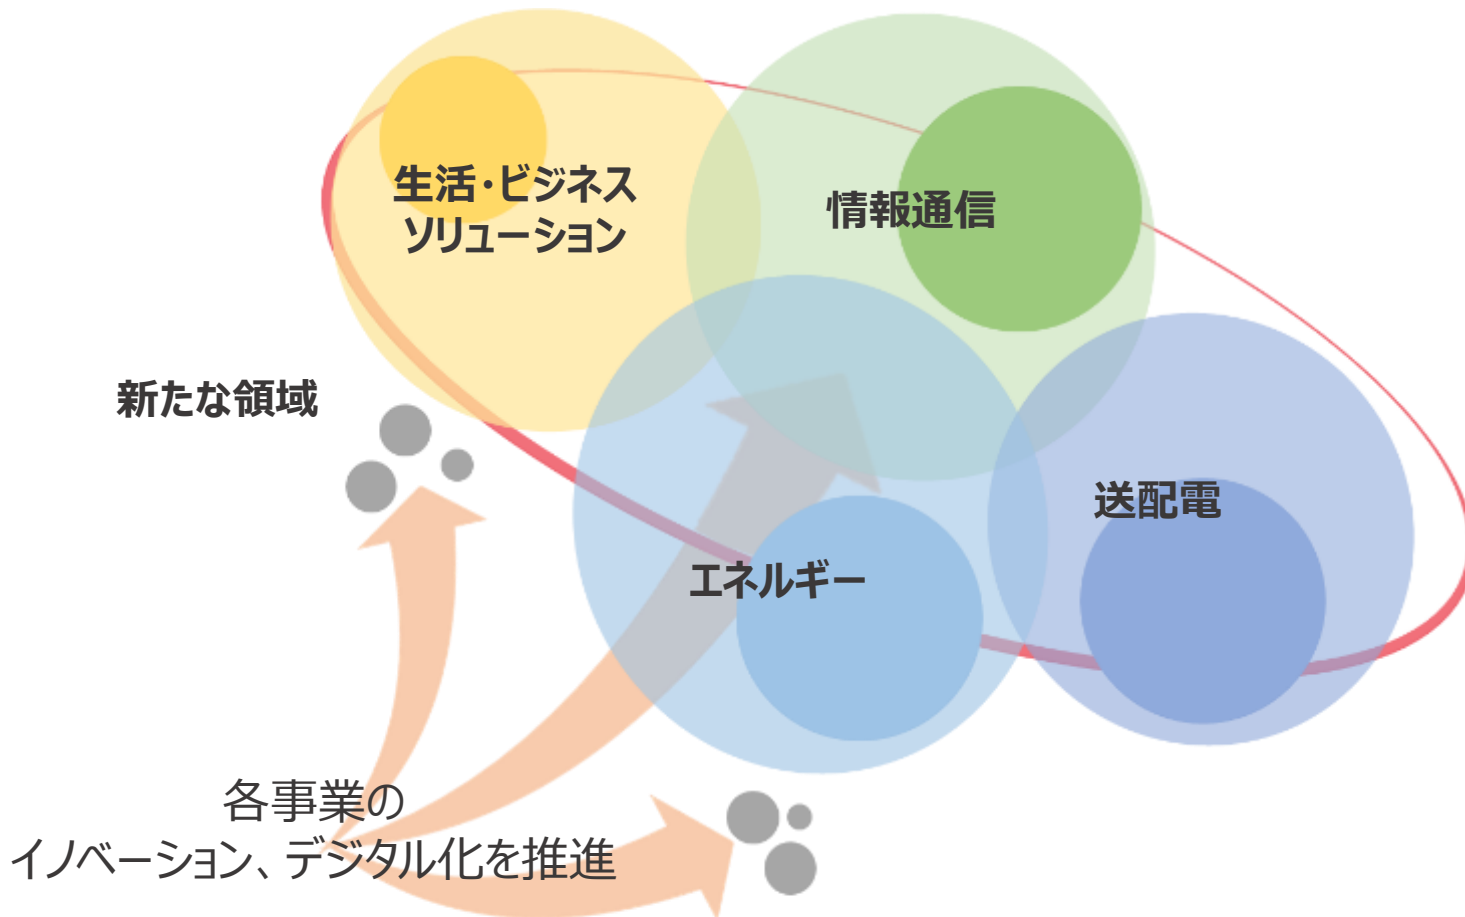 生活・ビジネス
ソリューション
情報通信
新たな領域
送配電
エネルギー
各事業の
イノベーション、デジタル化を推進